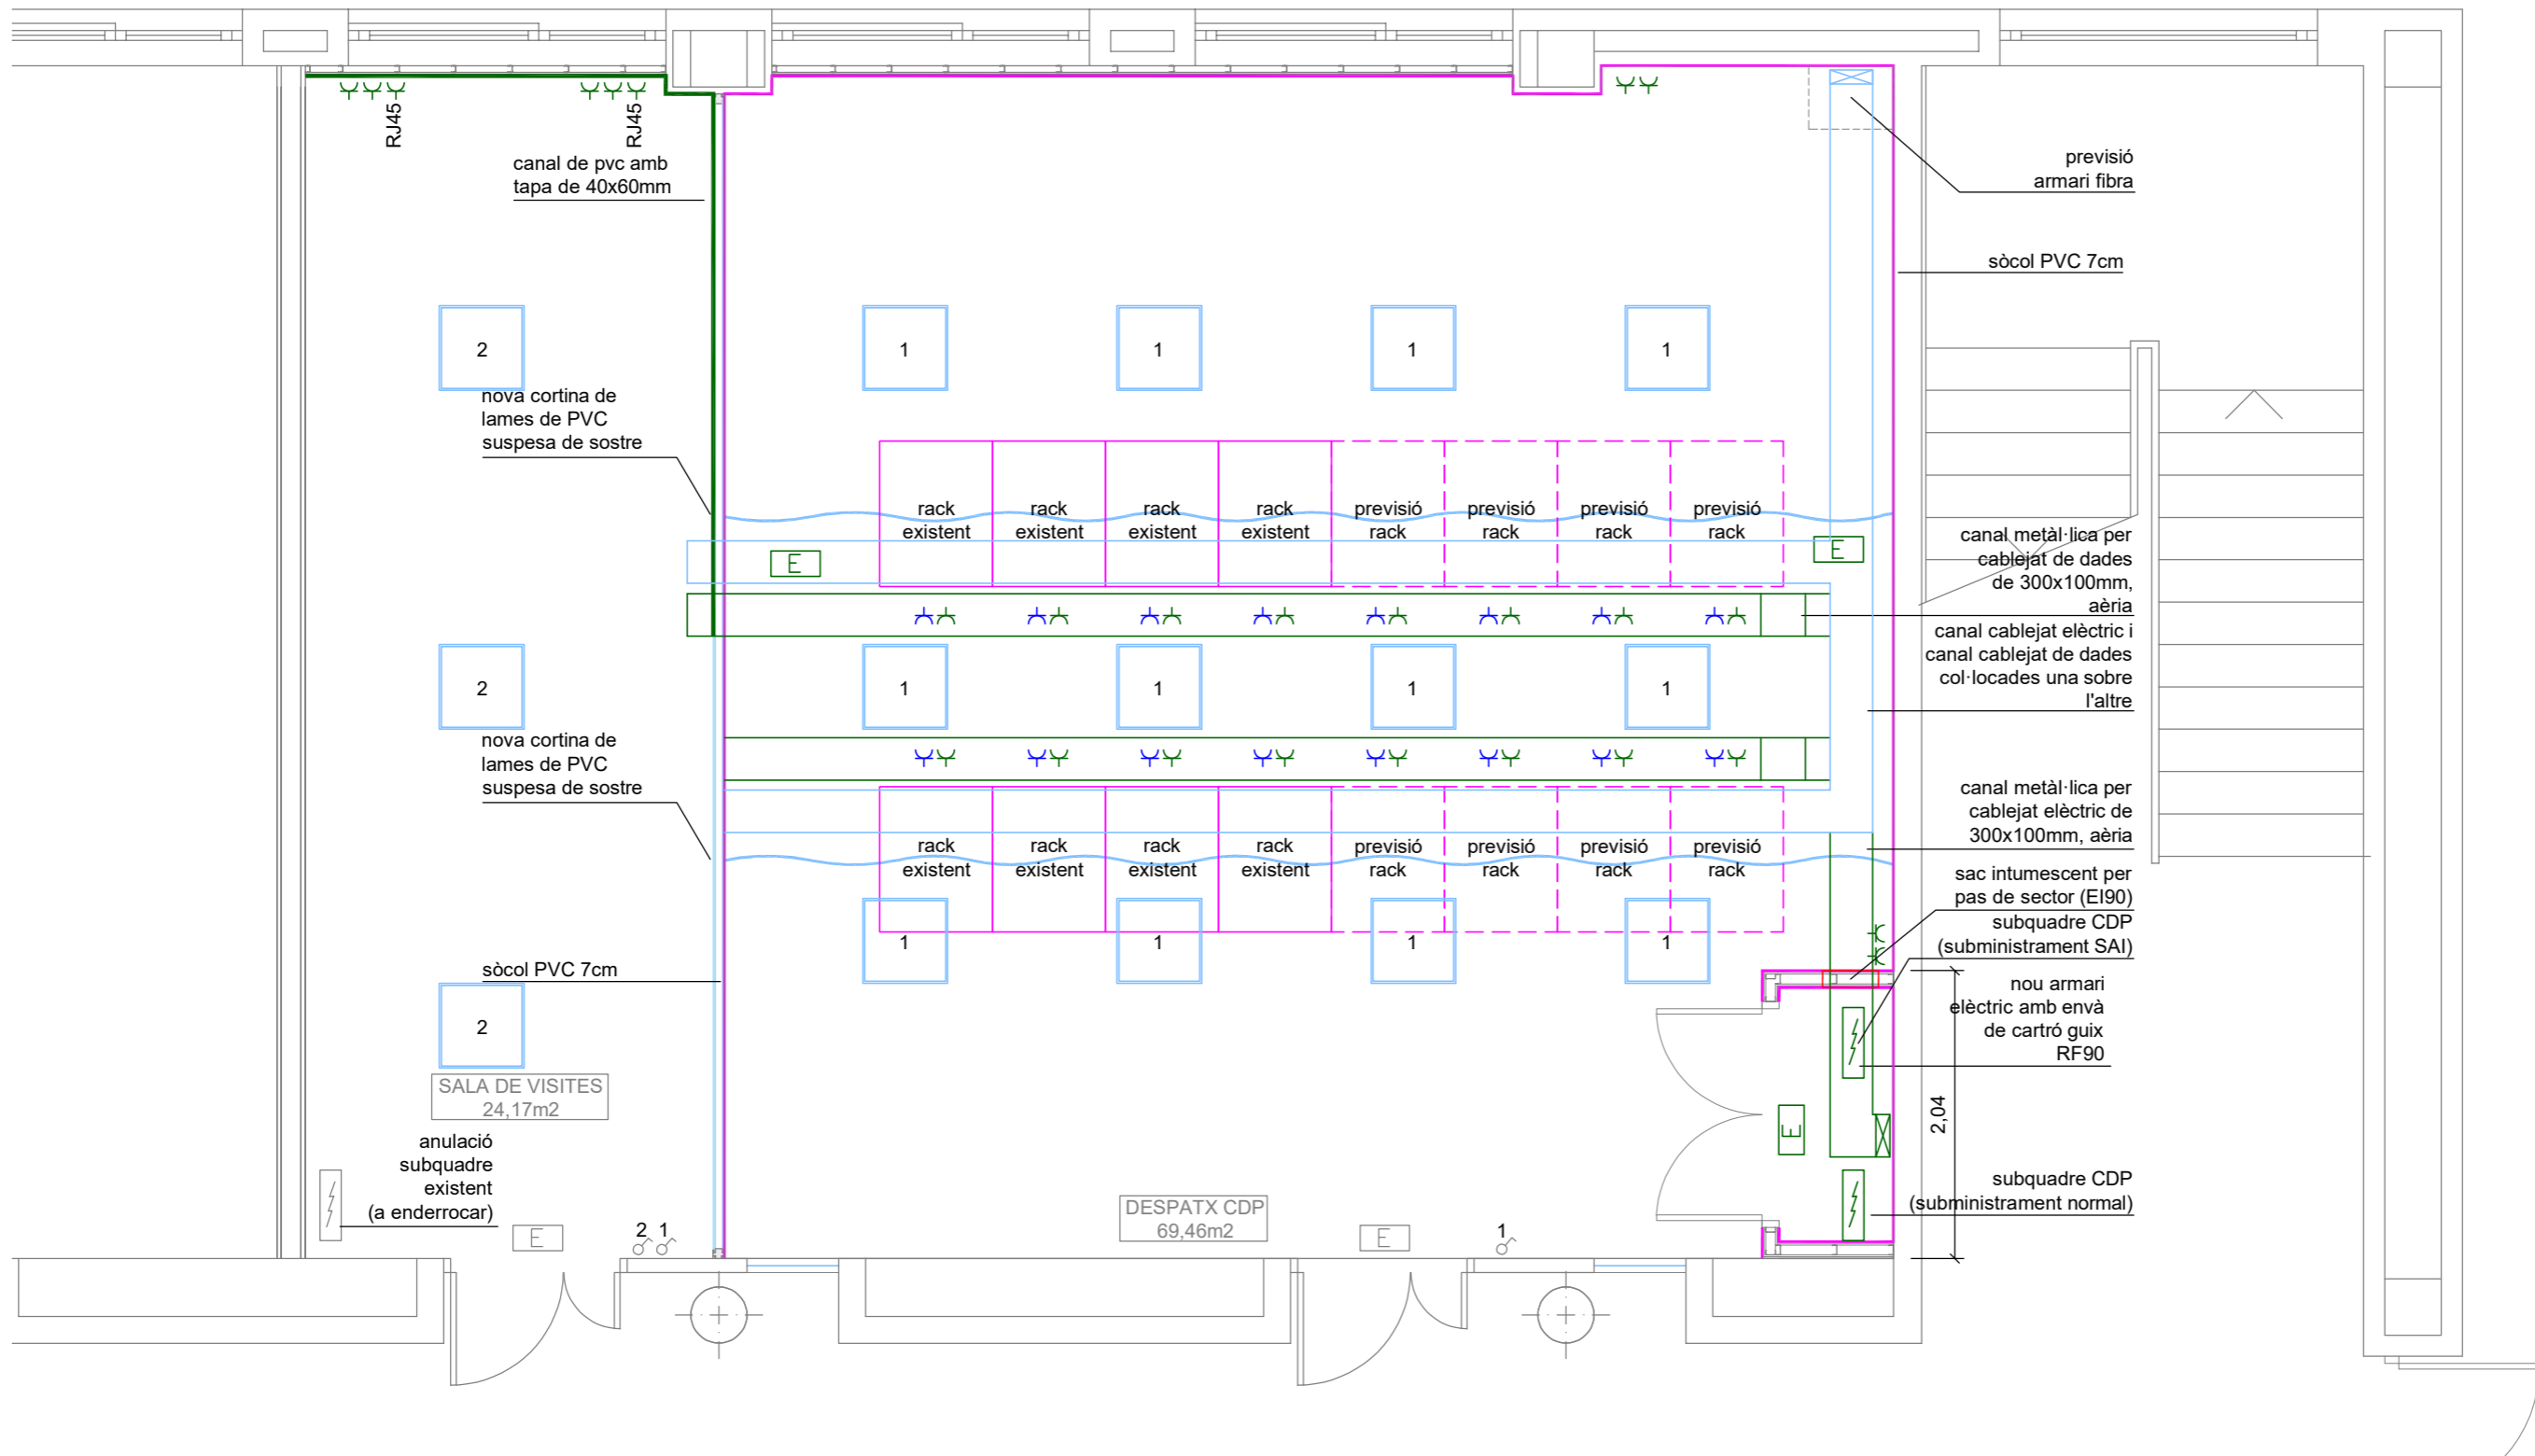 RJ45
RJ45
canal de pvc amb
tapa de 40x60mm
previsió
armari fibra
sòcol PVC 7cm
2
1
1
1
1
nova cortina de
lames de PVC
suspesa de sostre
rack
existent
rack
existent
rack
existent
rack
existent
previsió
rack
previsió
rack
previsió
rack
previsió
rack
E
E
canal metàl·lica per
cablejat de dades
de 300x100mm,
aèria
canal cablejat elèctric i
canal cablejat de dades
col·locades una sobre
l'altre
2
1
1
1
1
nova cortina de
lames de PVC
suspesa de sostre
canal metàl·lica per
cablejat elèctric de
300x100mm, aèria
rack
existent
rack
existent
rack
existent
rack
existent
previsió
rack
previsió
rack
previsió
rack
previsió
rack
sac intumescent per
pas de sector (EI90)
subquadre CDP
(subministrament SAI)
1
1
1
1
sòcol PVC 7cm
nou armari
elèctric amb envà
de cartró guix
RF90
2
SALA DE VISITES
24,17m2
2,04
E
anulació
subquadre
existent
(a enderrocar)
subquadre CDP
(subministrament normal)
DESPATX CDP
69,46m2
E
2 1
E
1